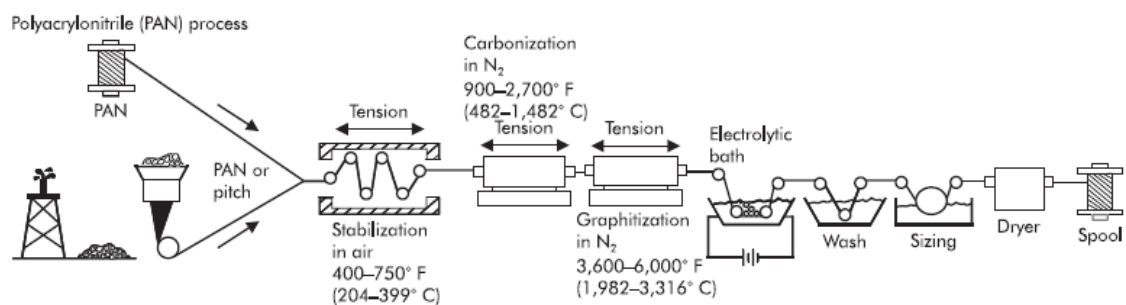 Polyacrylonitrile (PAN) process
PAN
PAN or
pitch
Tension
Stabilization
in air
400–750° F
(204–399° C)
Carbonization
in N₂
900–2,700° F
(482–1,482° C)
Tension
Tension
Graphitization
in N₂
3,600–6,000° F
(1,982–3,316° C)
Electrolytic
bath
Wash
Sizing
Dryer
Spool